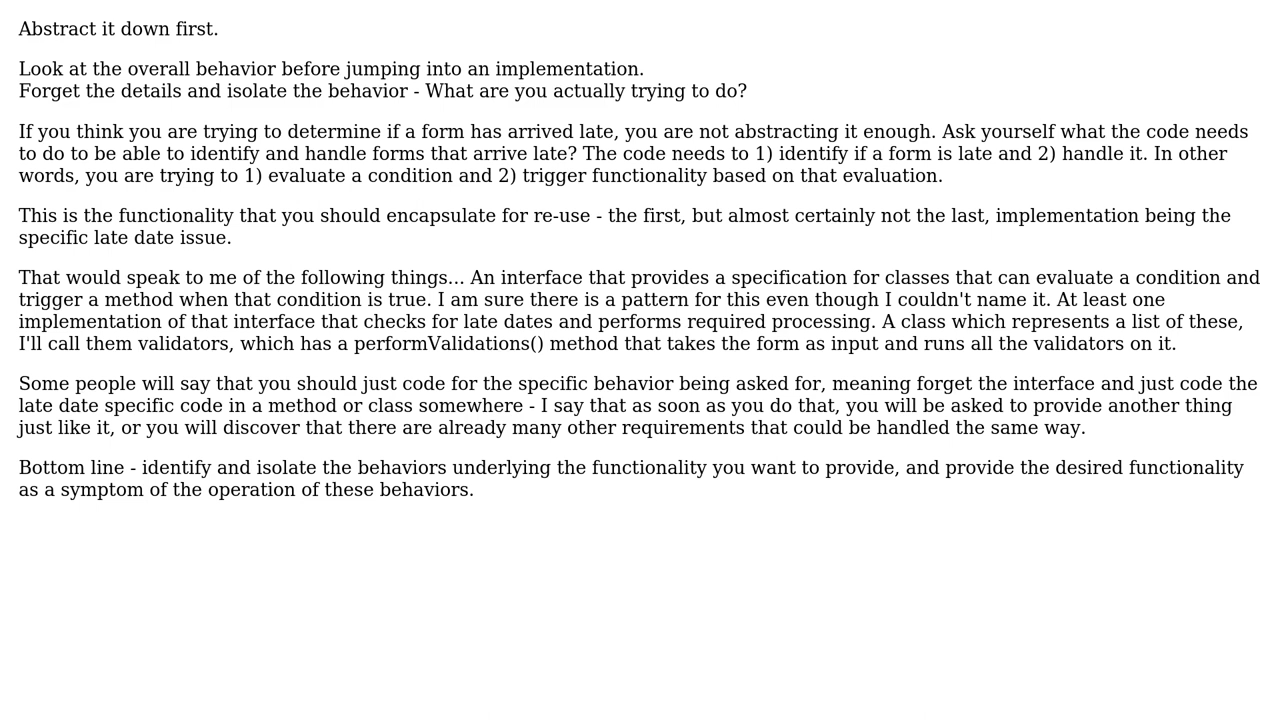 Abstract it down first.
Look at the overall behavior before jumping into an implementation.
Forget the details and isolate the behavior - What are you actually trying to do?
If you think you are trying to determine if a form has arrived late, you are not abstracting it enough. Ask yourself what the code needs
to do to be able to identify and handle forms that arrive late? The code needs to 1) identify if a form is late and 2) handle it. In other
words, you are trying to 1) evaluate a condition and 2) trigger functionality based on that evaluation.
This is the functionality that you should encapsulate for re-use - the first, but almost certainly not the last, implementation being the
specific late date issue.
That would speak to me of the following things... An interface that provides a specification for classes that can evaluate a condition and
trigger a method when that condition is true. I am sure there is a pattern for this even though I couldn't name it. At least one
implementation of that interface that checks for late dates and performs required processing. A class which represents a list of these,
I'll call them validators, which has a performValidations() method that takes the form as input and runs all the validators on it.
Some people will say that you should just code for the specific behavior being asked for, meaning forget the interface and just code the
late date specific code in a method or class somewhere - I say that as soon as you do that, you will be asked to provide another thing
just like it, or you will discover that there are already many other requirements that could be handled the same way.
Bottom line - identify and isolate the behaviors underlying the functionality you want to provide, and provide the desired functionality
as a symptom of the operation of these behaviors.